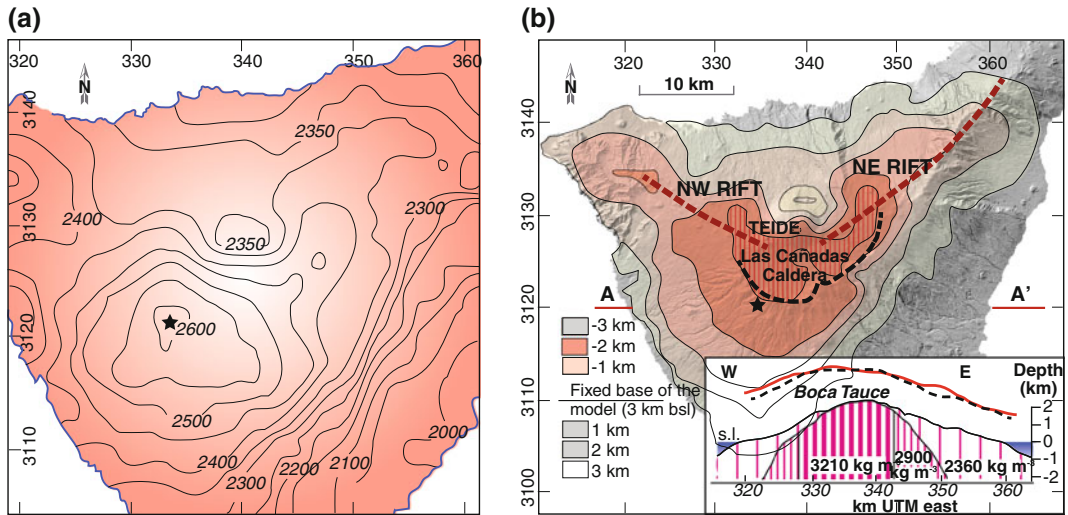 (a)
320
330
340
350
360
N
3140
3130
3120
3110
2350
2400
2300
2350
2600
2500
2400
2300
2200
2100
2000
(b)
320
330
340
350
360
N
10 km
3140
3130
3120
3110
3100
NW RIFT
NE RIFT
TEIDE
Las Cañadas
Caldera
A
A'
-3 km
-2 km
-1 km
Fixed base of the
model (3 km bsl)
1 km
2 km
3 km
W
E
Depth
(km)
Boca Tauce
s.l.
2
1
0
-1
-2
3210 kg m-3
2900
kg m-3
2360 kg m-3
320
330
340
350
360
km UTM east